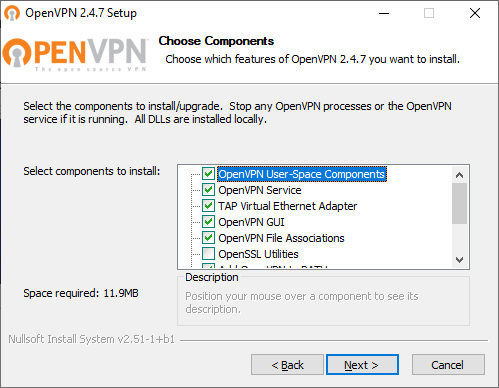 OpenVPN 2.4.7 Setup
OPENVPN™
The open source VPN
Choose Components
Choose which features of OpenVPN 2.4.7 you want to install.
Select the components to install/upgrade. Stop any OpenVPN processes or the OpenVPN
service if it is running. All DLLs are installed locally.
Select components to install:
OpenVPN User-Space Components
OpenVPN Service
TAP Virtual Ethernet Adapter
OpenVPN GUI
OpenVPN File Associations
OpenSSL Utilities
Add OpenVPN to PATH
Space required: 11.9MB
Description
Position your mouse over a component to see its
description.
Nullsoft Install System v2.51-1+b1
< Back
Next >
Cancel